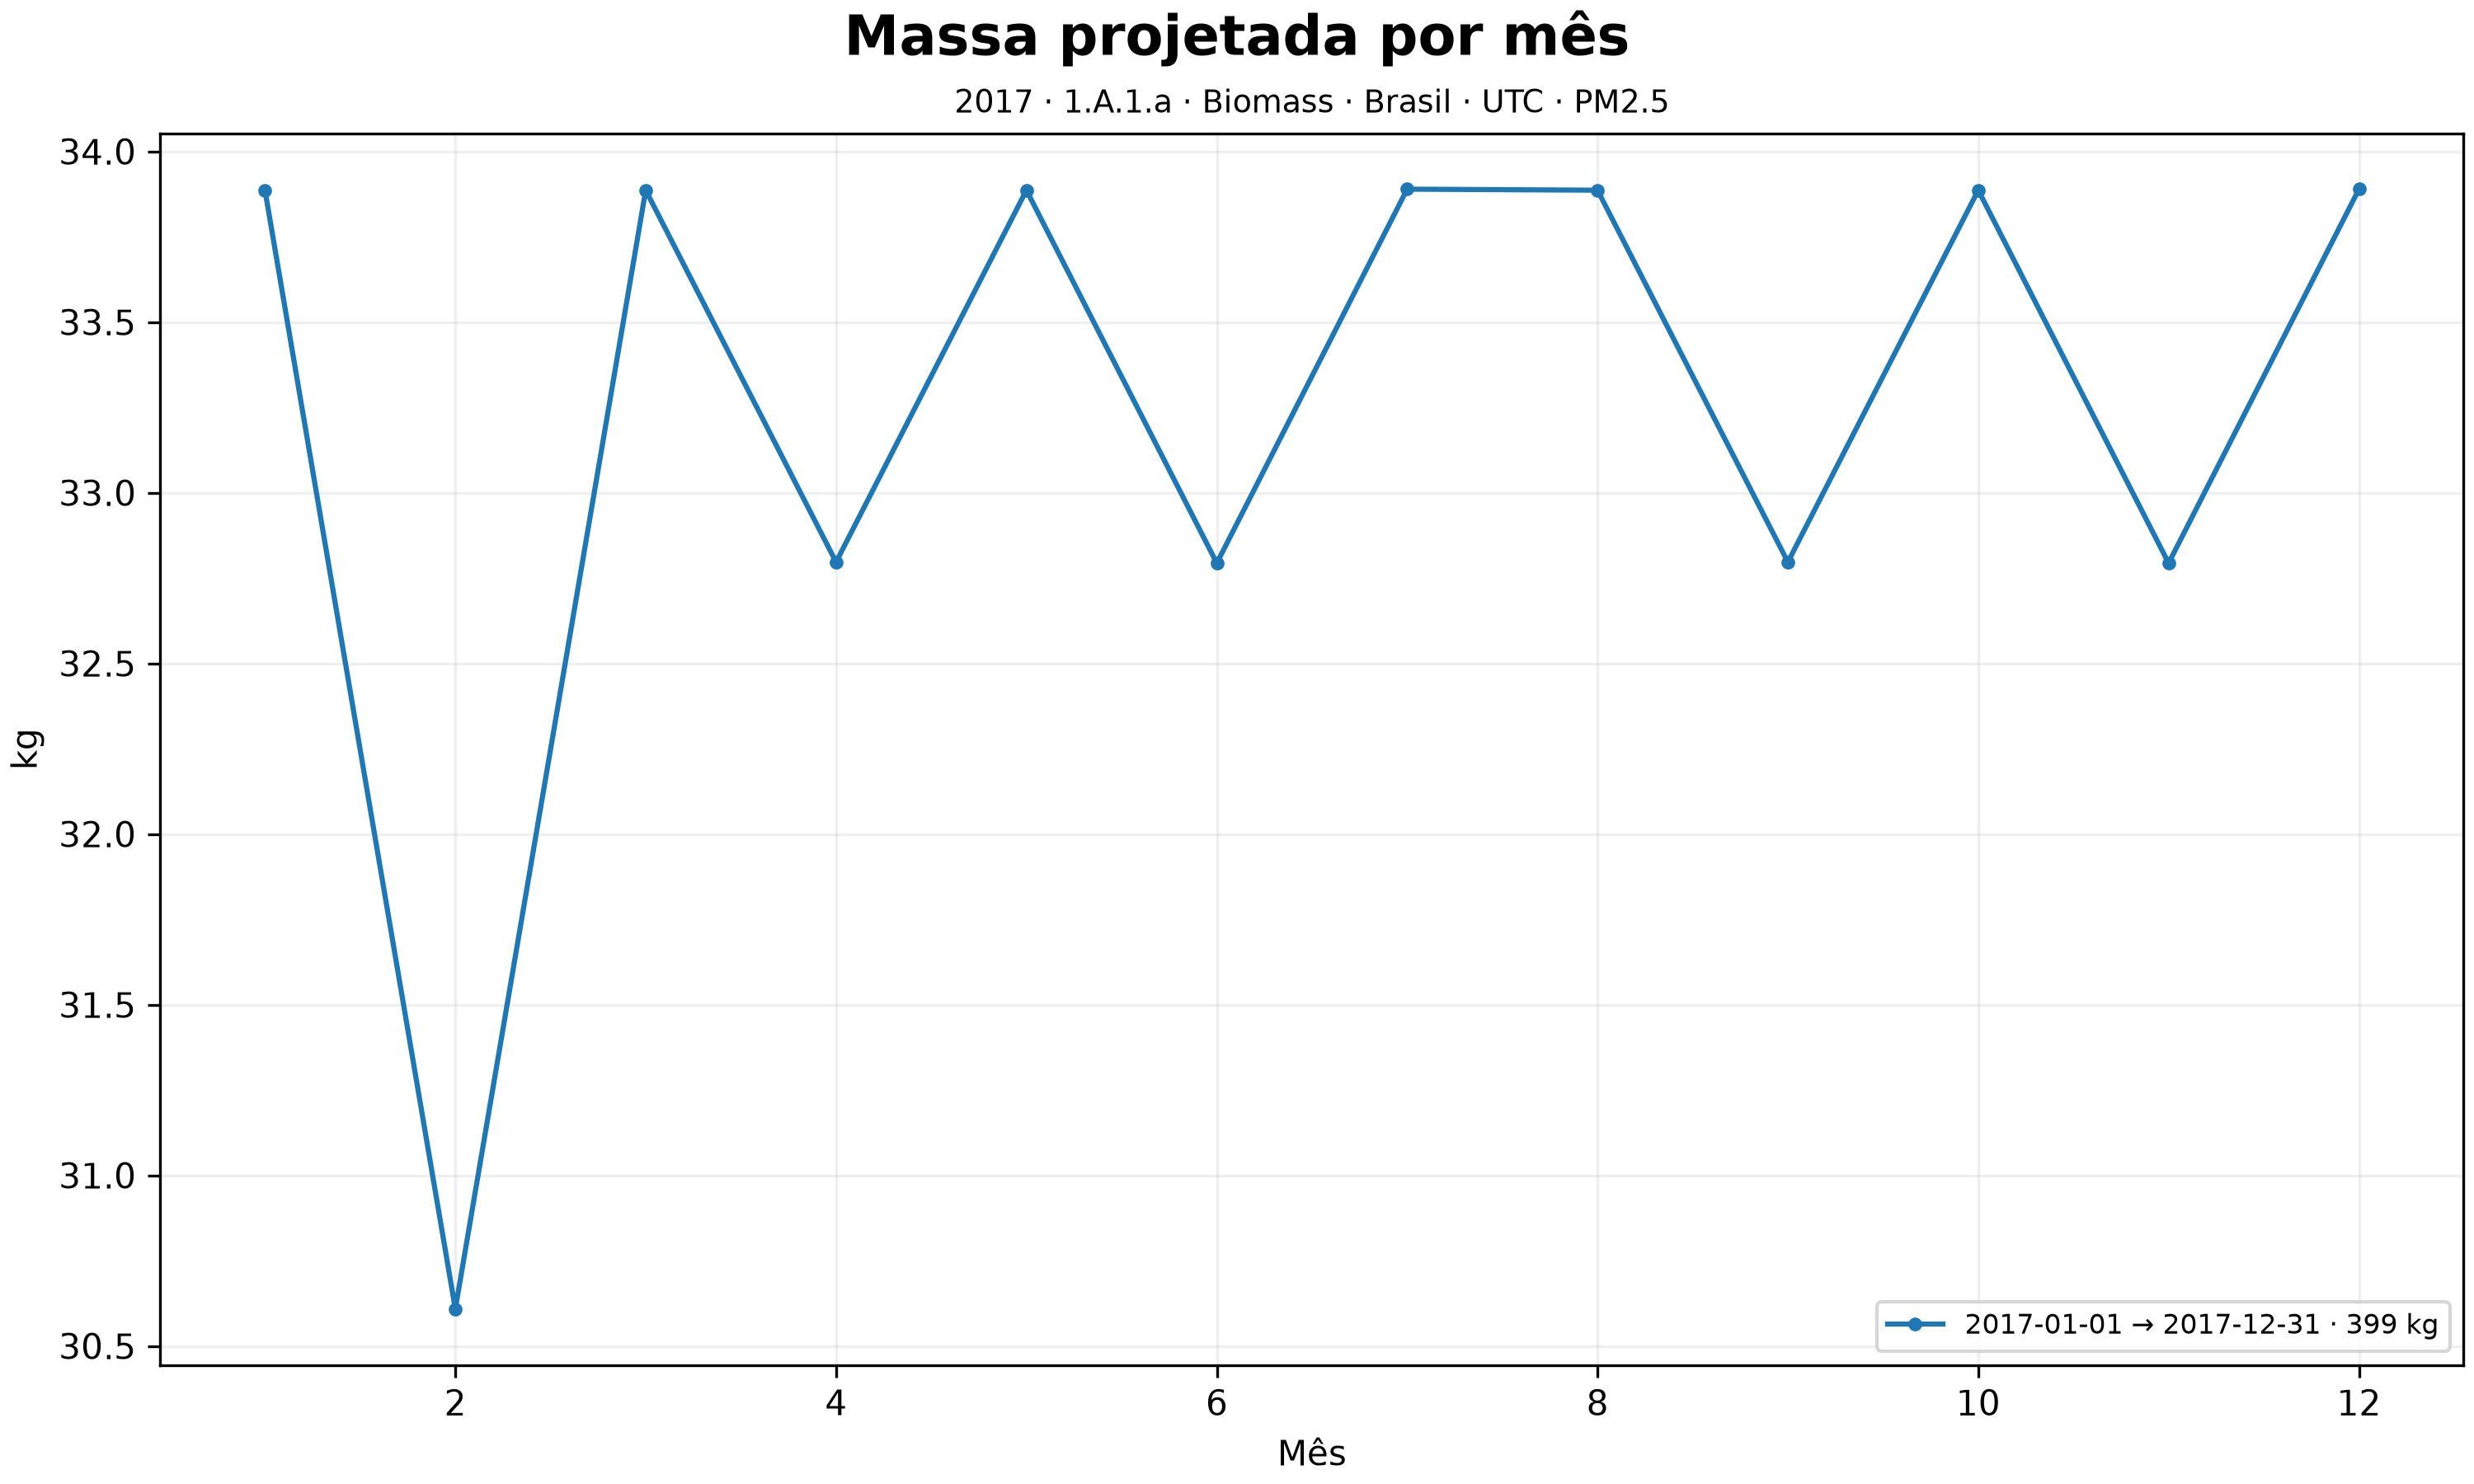 Massa projetada por mês
2017 · 1.A.1.a · Biomass · Brasil · UTC · PM2.5
34.0
33.5
33.0
32.5
32.0
31.5
31.0
30.5
kg
2 4 6 8 10 12
Mês
2017-01-01 → 2017-12-31 · 399 kg